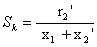 S_k = r_2' / (x_1 + x_2')